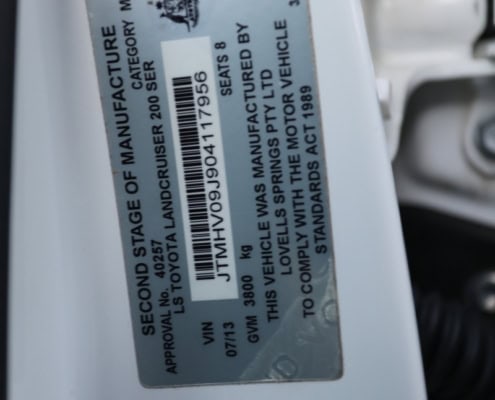 SECOND STAGE OF MANUFACTURE
APPROVAL No. 40257 CATEGORY M
LS TOYOTA LANDCRUISER 200 SER
VIN JTMHV09J904117956
07/13 SEATS 8
GVM 3800 kg
THIS VEHICLE WAS MANUFACTURED BY
LOVELLS SPRINGS PTY LTD
TO COMPLY WITH THE MOTOR VEHICLE
STANDARDS ACT 1989